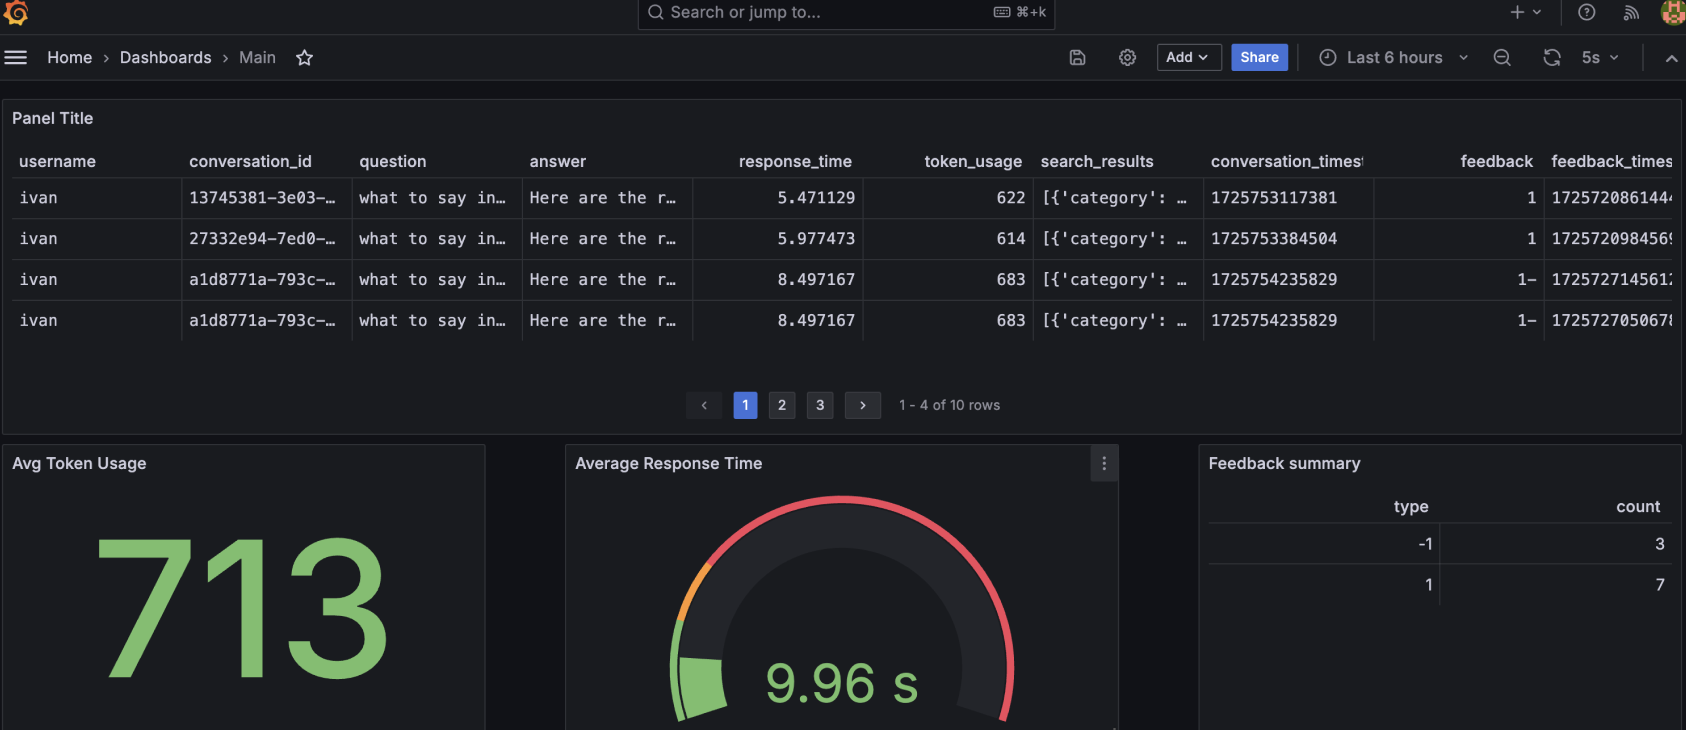 Search or jump to... ⌘+k
Home › Dashboards › Main Add Share Last 6 hours 5s
Panel Title
username conversation_id question answer response_time token_usage search_results conversation_timest feedback feedback_times
ivan 13745381-3e03-… what to say in… Here are the r… 5.471129 622 [{'category': … 1725753117381 1 1725720861444
ivan 27332e94-7ed0-… what to say in… Here are the r… 5.977473 614 [{'category': … 1725753384504 1 1725720984569
ivan a1d8771a-793c-… what to say in… Here are the r… 8.497167 683 [{'category': … 1725754235829 1- 1725727145612
ivan a1d8771a-793c-… what to say in… Here are the r… 8.497167 683 [{'category': … 1725754235829 1- 1725727050678
‹ 1 2 3 › 1 - 4 of 10 rows
Avg Token Usage
713
Average Response Time
9.96 s
Feedback summary
type count
-1 3
1 7